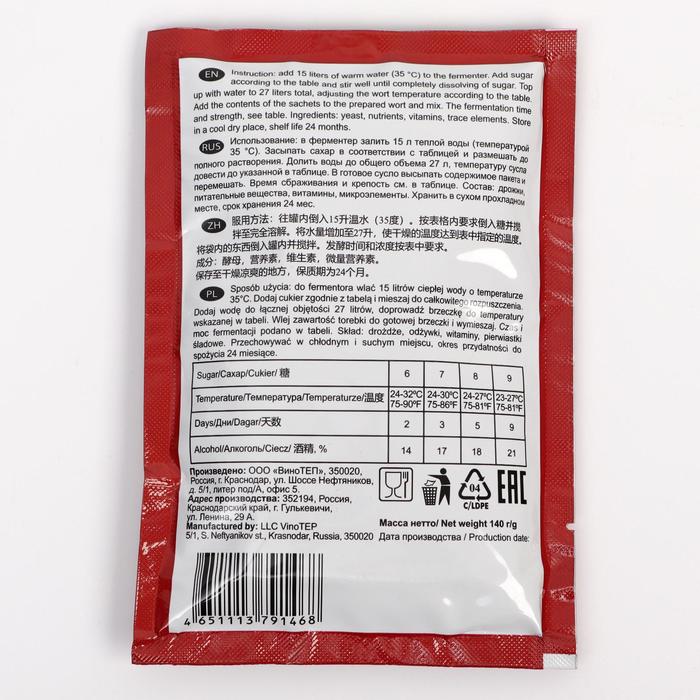 EN Instruction: add 15 liters of warm water (35 °C) to the fermenter. Add sugar
according to the table and stir well until completely dissolving of sugar. Top
up with water to 27 liters total, adjusting the wort temperature according to the table.
Add the contents of the sachets to the prepared wort and mix. The fermentation time
and strength, see table. Ingredients: yeast, nutrients, vitamins, trace elements. Store
in a cool dry place, shelf life 24 months.
RUS Использование: в ферментер залить 15 л теплой воды (температурой
35 °C). Засыпать сахар в соответствии с таблицей и размешать до
полного растворения. Долить воды до общего объема 27 л, температуру сусла
довести до указанной в таблице. В готовое сусло высыпать содержимое пакета и
перемешать. Время сбраживания и крепость см. в таблице. Состав: дрожжи,
питательные вещества, витамины, микроэлементы. Хранить в сухом прохладном
месте, срок хранения 24 мес.
ZH 服用方法：往罐内倒入15升温水（35度）。按表格内要求倒入糖并搅
拌至完全溶解。将水量增加至27升，使干燥的温度达到表中指定的温度。
将袋内的东西倒入罐内并搅拌。发酵时间和浓度按表中要求。
成分：酵母，营养素，维生素，微量营养素。
保存至干燥凉爽的地方，保质期为24个月。
PL Sposób użycia: do fermentora wlać 15 litrów ciepłej wody o temperaturze
35°C. Dodaj cukier zgodnie z tabelą i mieszaj do całkowitego rozpuszczenia.
Dodaj wodę do łącznej objętości 27 litrów, doprowadź brzeczkę do temperatury
wskazanej w tabeli. Wlej zawartość torebki do gotowej brzeczki i wymieszaj. Czas i
moc fermentacji podano w tabeli. Skład: drożdże, odżywki, witaminy, pierwiastki
śladowe. Przechowywać w chłodnym i suchym miejscu, okres przydatności do
spożycia 24 miesiące.
Sugar/Сахар/Cukier/ 糖 6 7 8 9
Temperature/Температура/Temperaturze/温度 24-32ºC 24-30ºC 24-27ºC 23-27ºC
75-90ºF 75-86ºF 75-81ºF 75-81ºF
Days/Дни/Dagar/天数 2 3 5 9
Alcohol/Алкоголь/Ciecz/ 酒精, % 14 17 18 21
Произведено: ООО «ВиноТЕП», 350020,
Россия, г. Краснодар, ул. Шоссе Нефтяников,
д. 5/1, литер под/А, офис 5.
Адрес производства: 352194, Россия,
Краснодарский край, г. Гулькевичи,
ул. Ленина, 29 А.
Manufactured by: LLC VinoTEP
5/1, S. Neftyanikov st., Krasnodar, Russia, 350020
04
C/LDPE
EAC
Масса нетто/ Net weight 140 г/g
Дата производства / Production date:
4 651113 791468